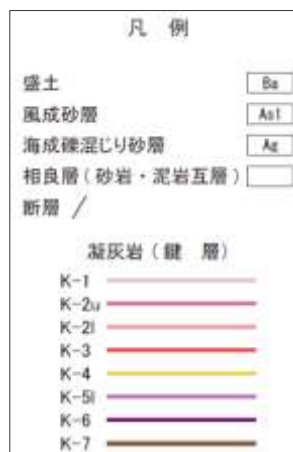 凡 例
盛土 Ba
風成砂層 As1
海成礫混じり砂層 Ag
相良層(砂岩・泥岩互層)
断層
凝灰岩(鍵 層)
K-1
K-2u
K-2l
K-3
K-4
K-5l
K-6
K-7